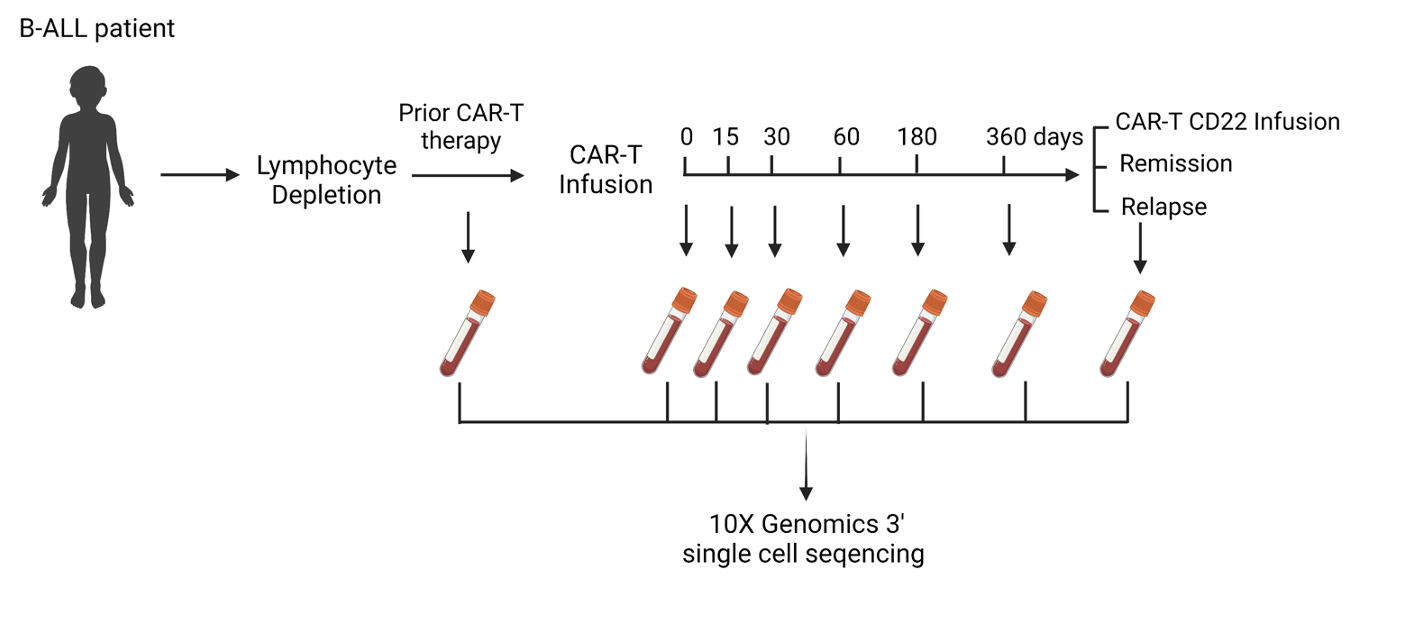 B-ALL patient
Prior CAR-T
therapy
Lymphocyte
Depletion
CAR-T
Infusion
0 15 30 60 180 360 days
CAR-T CD22 Infusion
Remission
Relapse
10X Genomics 3'
single cell seqencing